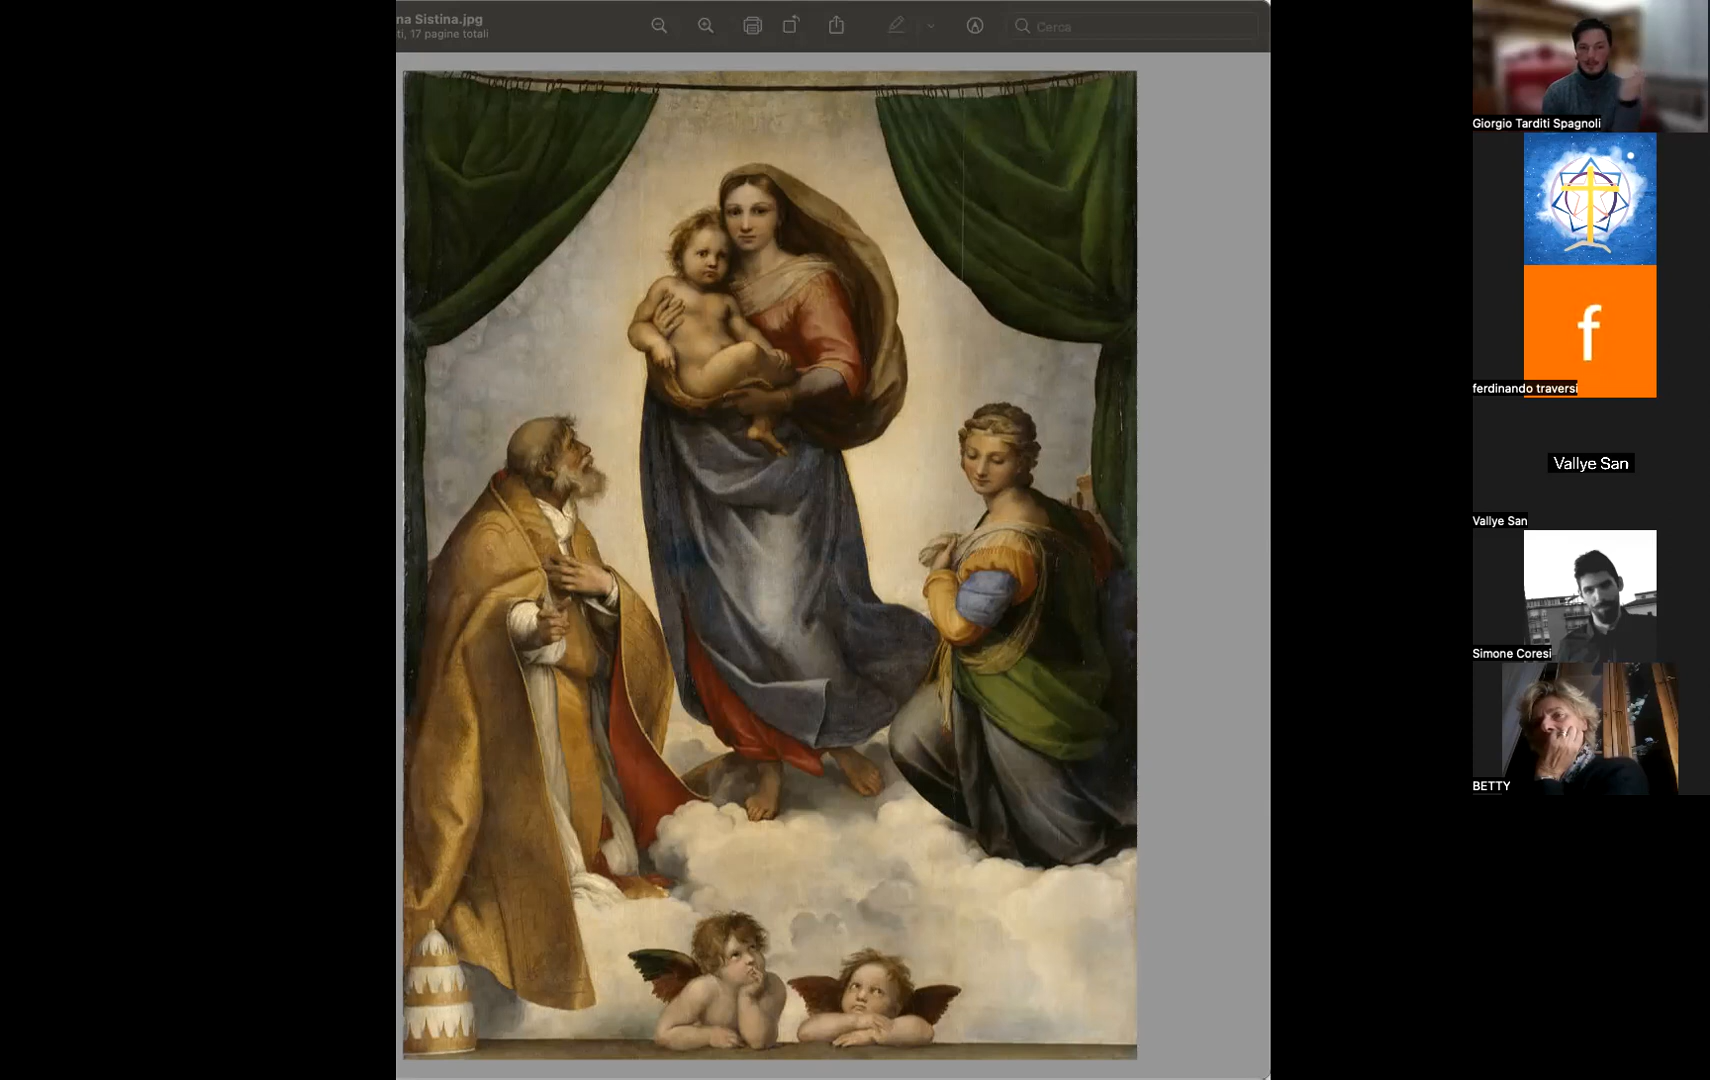 na Sistina.jpg
ti, 17 pagine totali
Cerca
Giorgio Tarditi Spagnoli
f
ferdinando traversi
Vallye San
Vallye San
Simone Coresi
BETTY